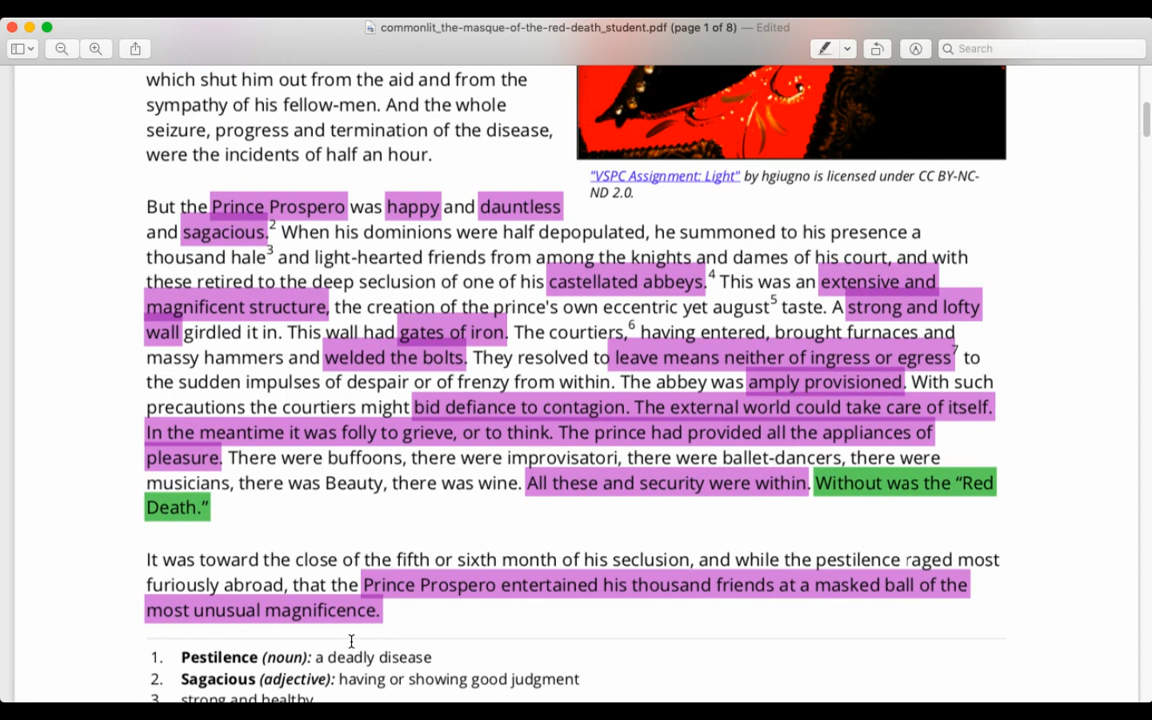 commonlit_the-masque-of-the-red-death_student.pdf (page 1 of 8) — Edited
Search
which shut him out from the aid and from the
sympathy of his fellow-men. And the whole
seizure, progress and termination of the disease,
were the incidents of half an hour.
"VSPC Assignment: Light" by hgiugno is licensed under CC BY-NC-
ND 2.0.
But the Prince Prospero was happy and dauntless
and sagacious.2 When his dominions were half depopulated, he summoned to his presence a
thousand hale3 and light-hearted friends from among the knights and dames of his court, and with
these retired to the deep seclusion of one of his castellated abbeys.4 This was an extensive and
magnificent structure, the creation of the prince's own eccentric yet august5 taste. A strong and lofty
wall girdled it in. This wall had gates of iron. The courtiers,6 having entered, brought furnaces and
massy hammers and welded the bolts. They resolved to leave means neither of ingress or egress7 to
the sudden impulses of despair or of frenzy from within. The abbey was amply provisioned. With such
precautions the courtiers might bid defiance to contagion. The external world could take care of itself.
In the meantime it was folly to grieve, or to think. The prince had provided all the appliances of
pleasure. There were buffoons, there were improvisatori, there were ballet-dancers, there were
musicians, there was Beauty, there was wine. All these and security were within. Without was the “Red
Death.”
It was toward the close of the fifth or sixth month of his seclusion, and while the pestilence raged most
furiously abroad, that the Prince Prospero entertained his thousand friends at a masked ball of the
most unusual magnificence.
1. Pestilence (noun): a deadly disease
2. Sagacious (adjective): having or showing good judgment
3. strong and healthy